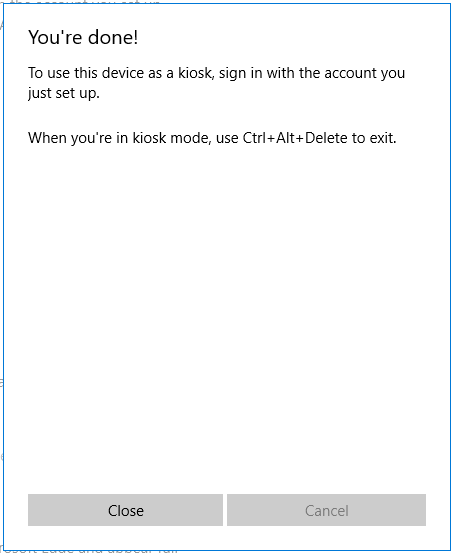 You're done!
To use this device as a kiosk, sign in with the account you
just set up.
When you're in kiosk mode, use Ctrl+Alt+Delete to exit.
Close
Cancel